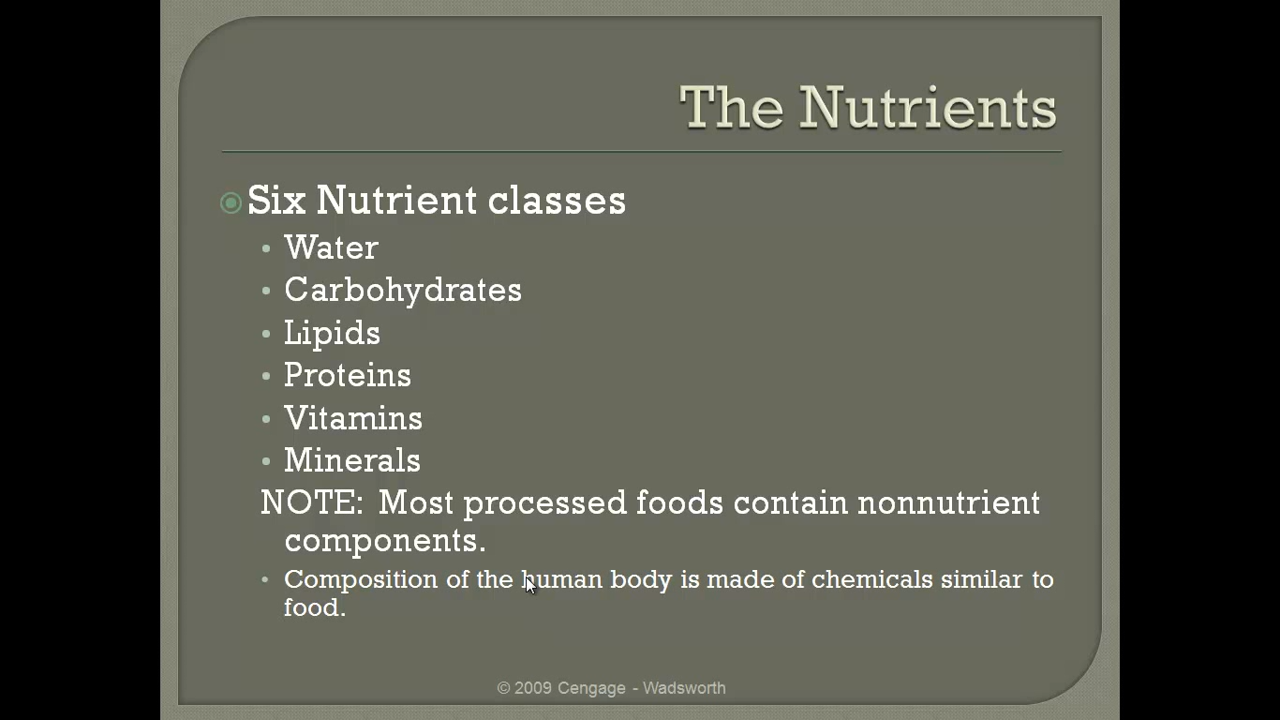 The Nutrients
Six Nutrient classes
• Water
• Carbohydrates
• Lipids
• Proteins
• Vitamins
• Minerals
NOTE: Most processed foods contain nonnutrient
components.
• Composition of the human body is made of chemicals similar to
food.
© 2009 Cengage - Wadsworth